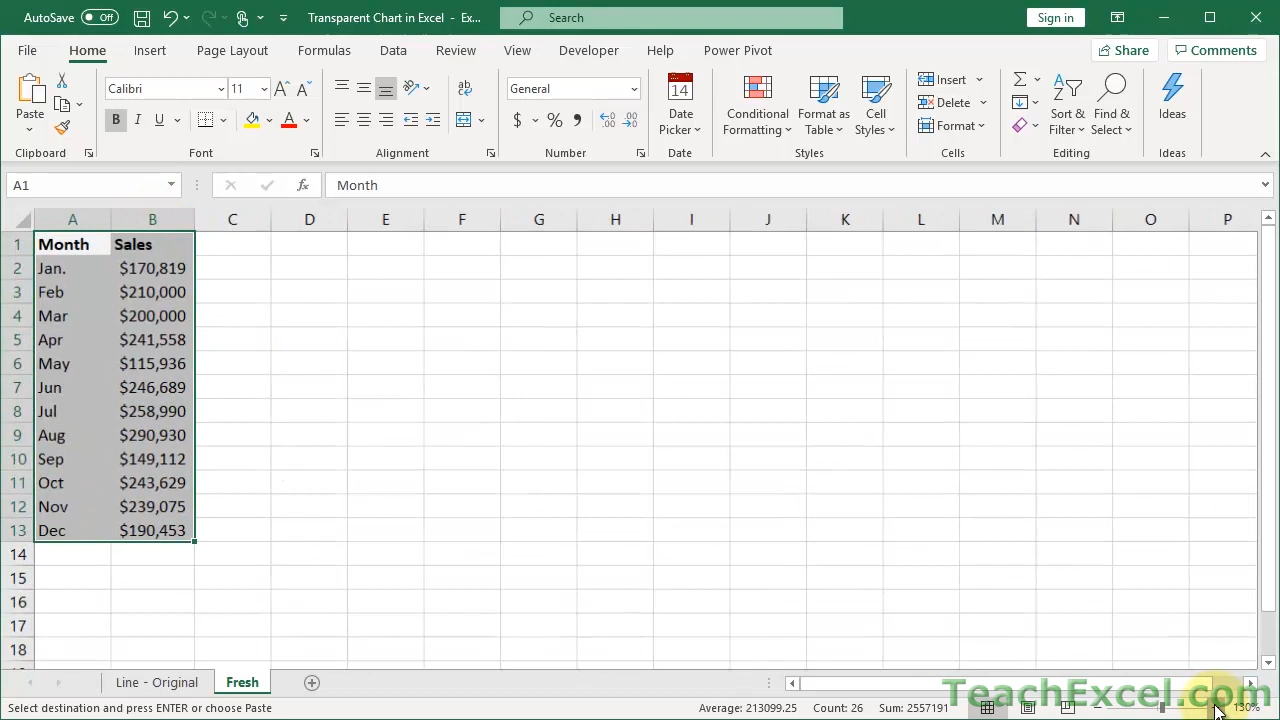 AutoSave Off Transparent Chart in Excel - Ex... Search Sign in
File Home Insert Page Layout Formulas Data Review View Developer Help Power Pivot Share Comments
Paste Calibri General Date Picker Conditional Formatting Format as Table Cell Styles Insert Delete Format Sort & Filter Find & Select Ideas
Clipboard Font Alignment Number Date Styles Cells Editing Ideas
A1 fx Month
A B C D E F G H I J K L M N O P
1 Month Sales
2 Jan. $170,819
3 Feb $210,000
4 Mar $200,000
5 Apr $241,558
6 May $115,936
7 Jun $246,689
8 Jul $258,990
9 Aug $290,930
10 Sep $149,112
11 Oct $243,629
12 Nov $239,075
13 Dec $190,453
14
15
16
17
18
Line - Original Fresh
Select destination and press ENTER or choose Paste Average: 213099.25 Count: 26 Sum: 2557191 130%
TeachExcel.com